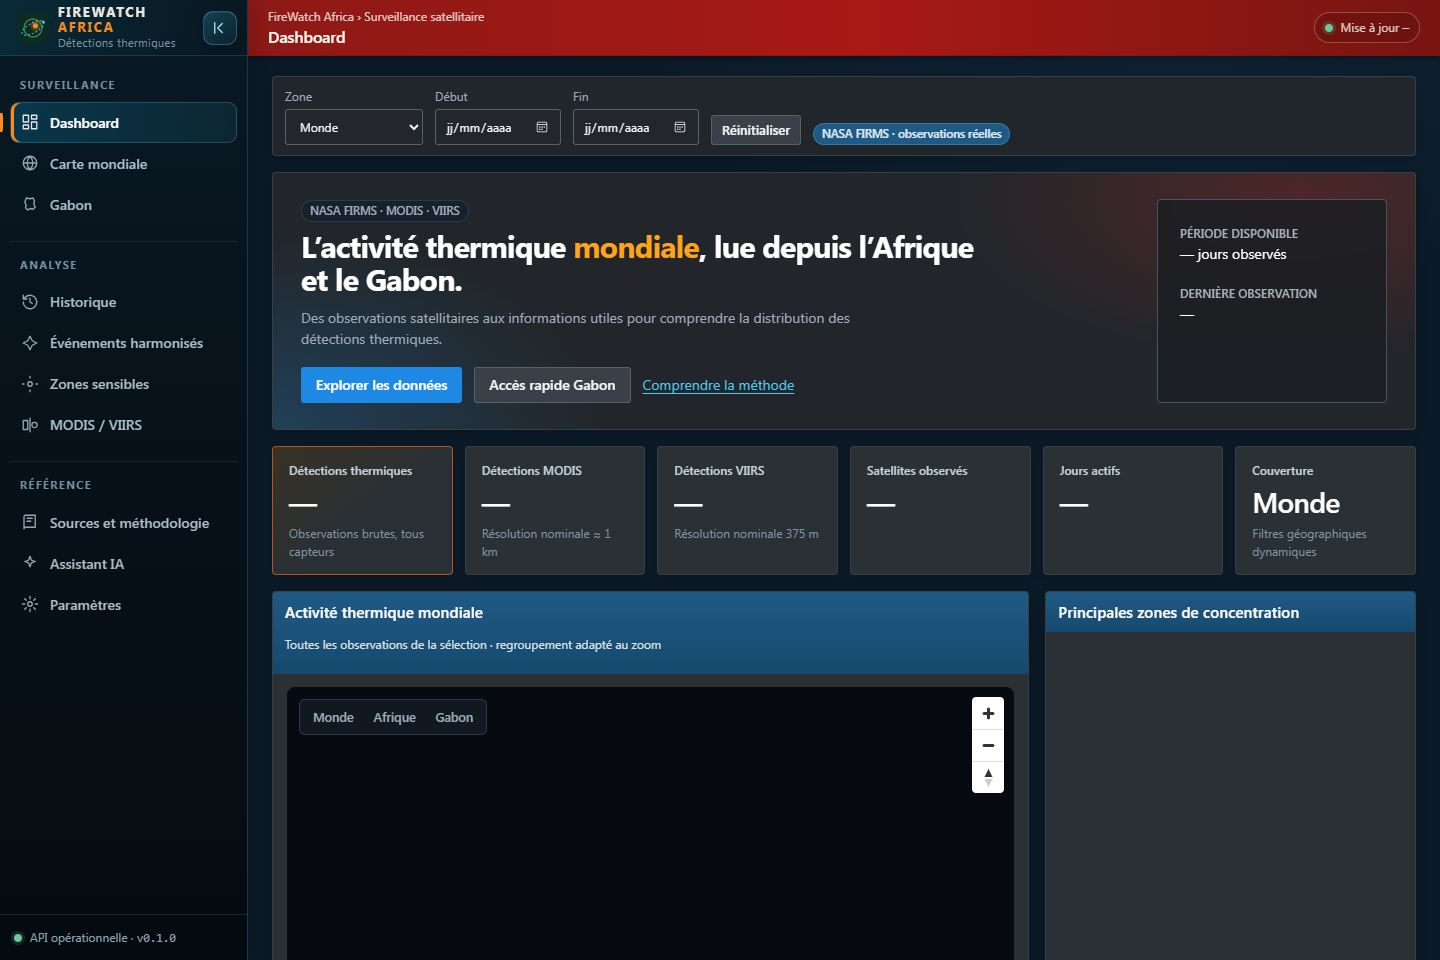 FIREWATCH
AFRICA
Détections thermiques
SURVEILLANCE
Dashboard
Carte mondiale
Gabon
ANALYSE
Historique
Événements harmonisés
Zones sensibles
MODIS / VIIRS
RÉFÉRENCE
Sources et méthodologie
Assistant IA
Paramètres
API opérationnelle · v0.1.0
FireWatch Africa › Surveillance satellitaire
Dashboard
Mise à jour –
Zone
Début
Fin
Monde
jj/mm/aaaa
jj/mm/aaaa
Réinitialiser
NASA FIRMS · observations réelles
NASA FIRMS · MODIS · VIIRS
L’activité thermique mondiale, lue depuis l’Afrique
et le Gabon.
Des observations satellitaires aux informations utiles pour comprendre la distribution des
détections thermiques.
Explorer les données
Accès rapide Gabon
Comprendre la méthode
PÉRIODE DISPONIBLE
— jours observés
DERNIÈRE OBSERVATION
—
Détections thermiques
—
Observations brutes, tous
capteurs
Détections MODIS
—
Résolution nominale ≈ 1
km
Détections VIIRS
—
Résolution nominale 375 m
Satellites observés
—
Jours actifs
—
Couverture
Monde
Filtres géographiques
dynamiques
Activité thermique mondiale
Toutes les observations de la sélection · regroupement adapté au zoom
Monde
Afrique
Gabon
Principales zones de concentration